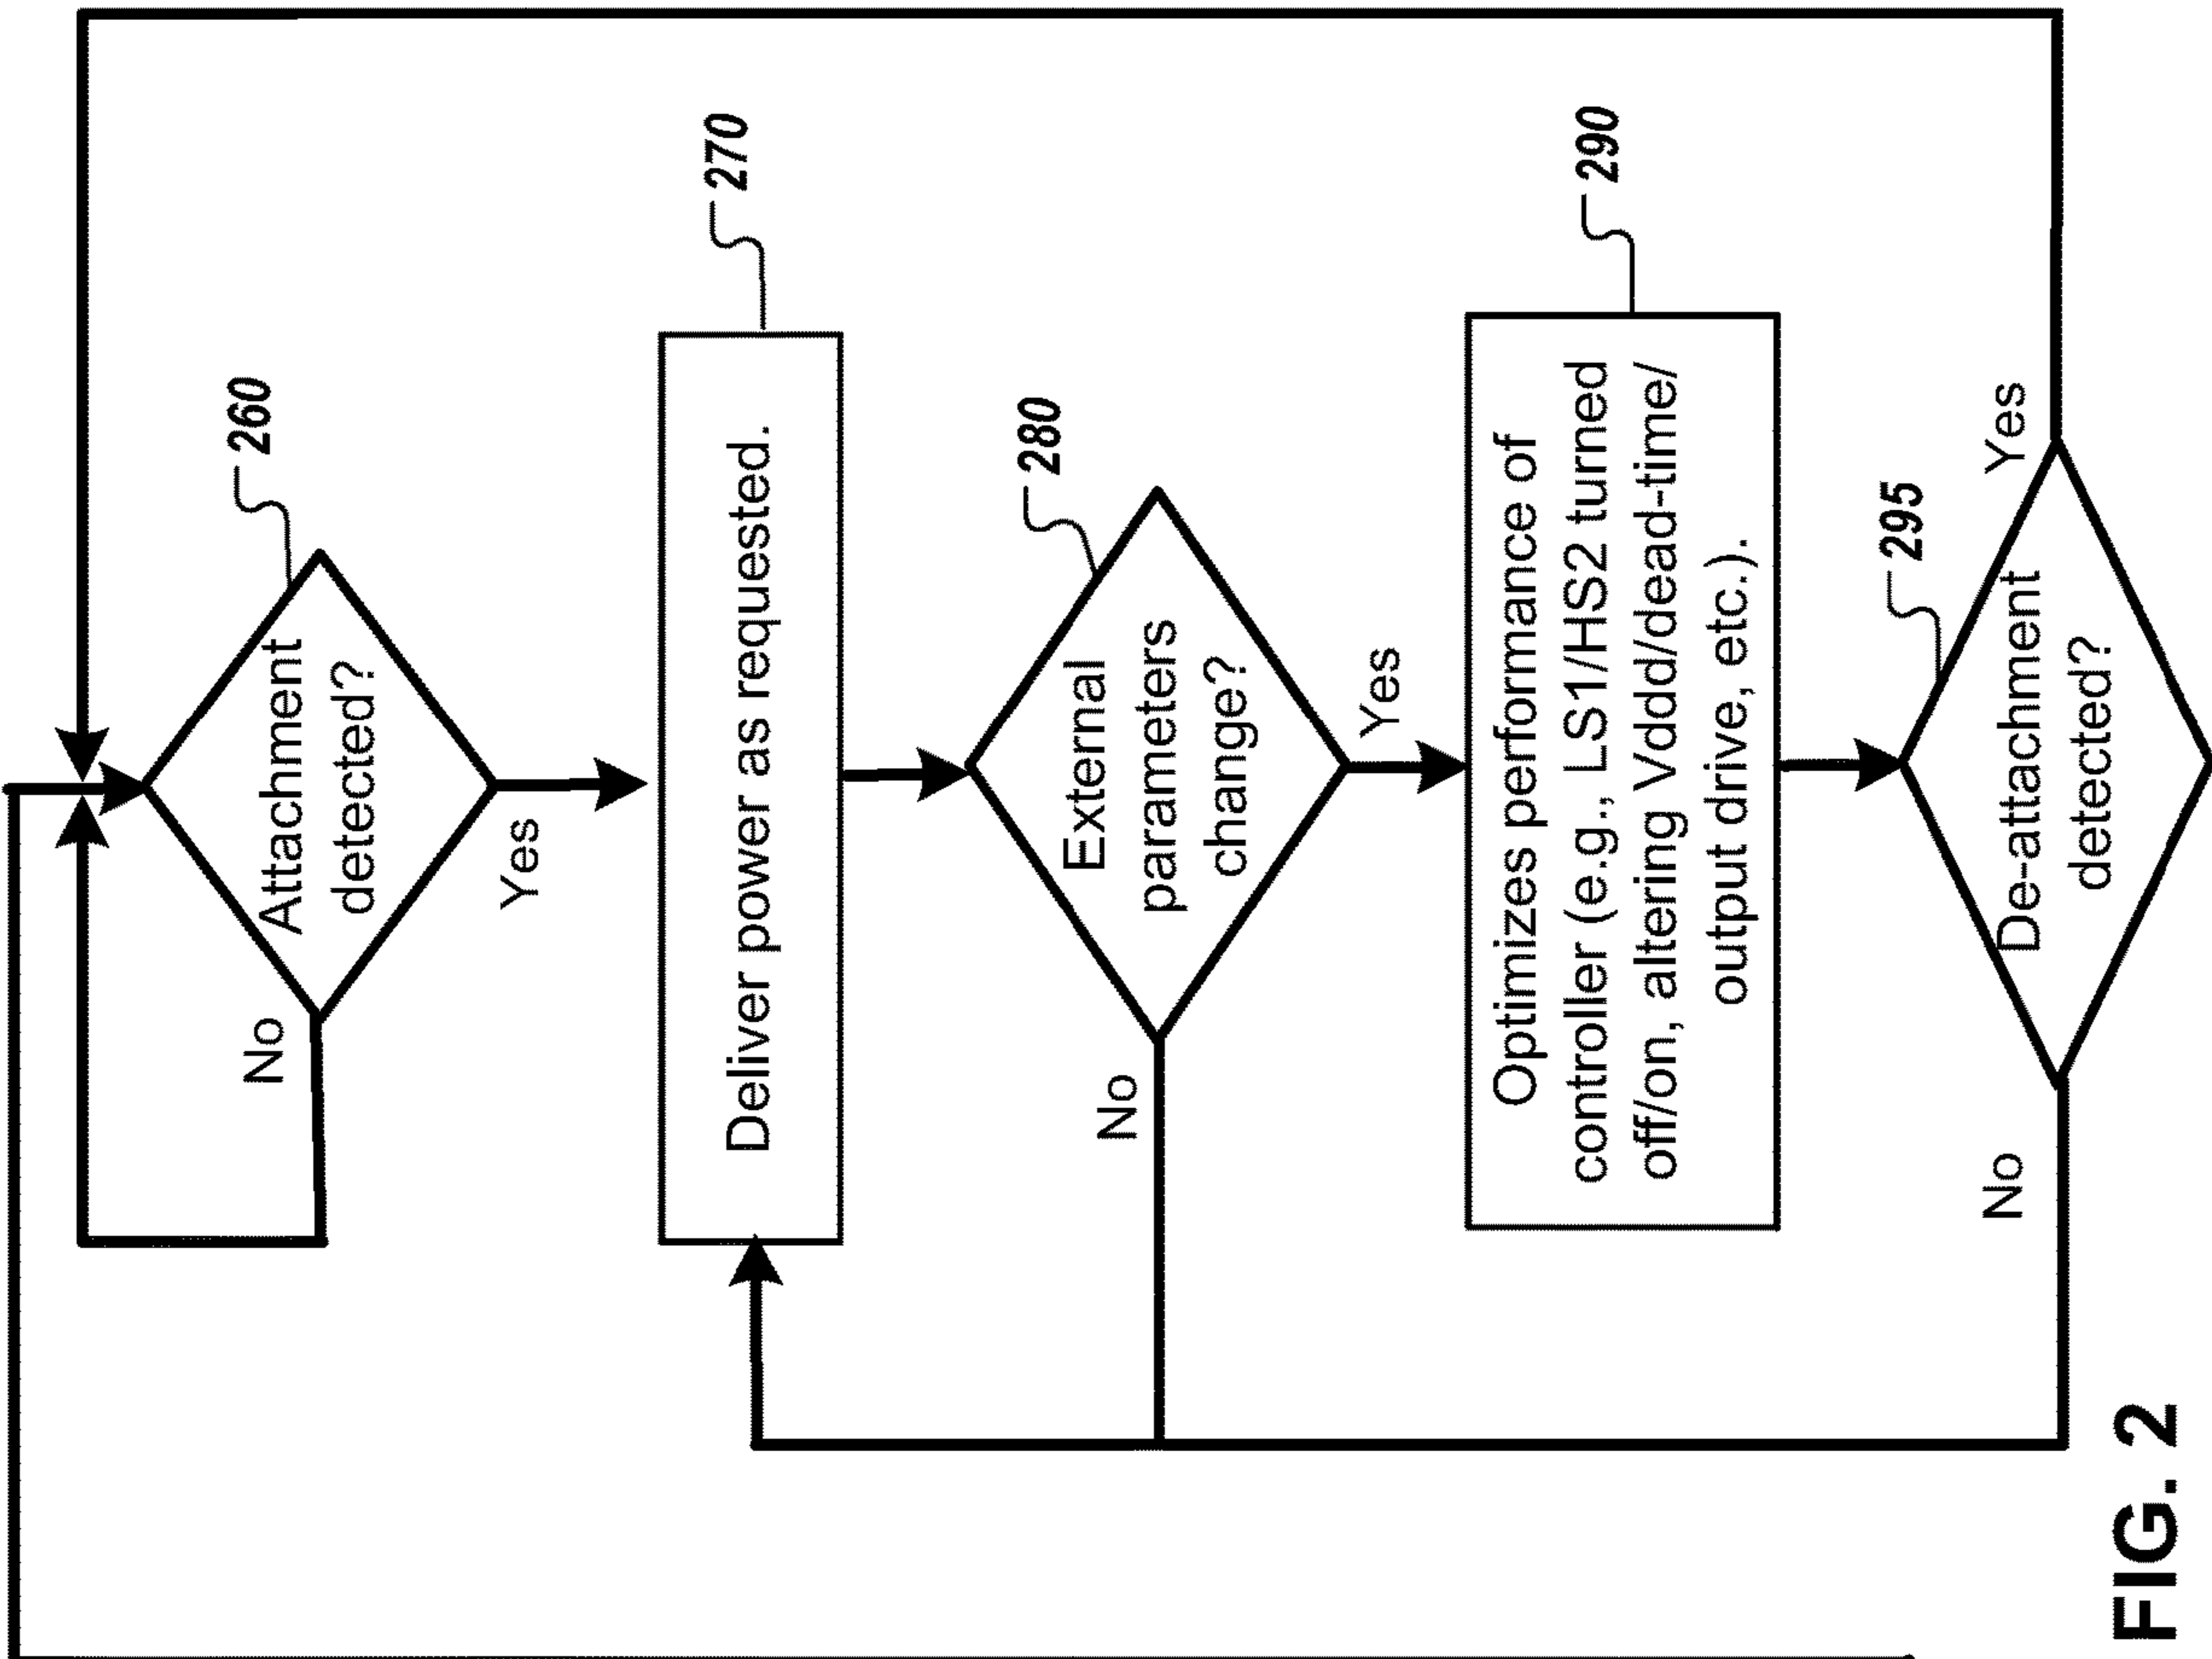 260
Attachment
detected?
No
Yes
270
Deliver power as requested.
280
External
parameters
change?
No
Yes
290
Optimizes performance of
controller (e.g., LS1/HS2 turned
off/on, altering Vddd/dead-time/
output drive, etc.).
295
De-attachment
detected?
No
Yes
FIG. 2